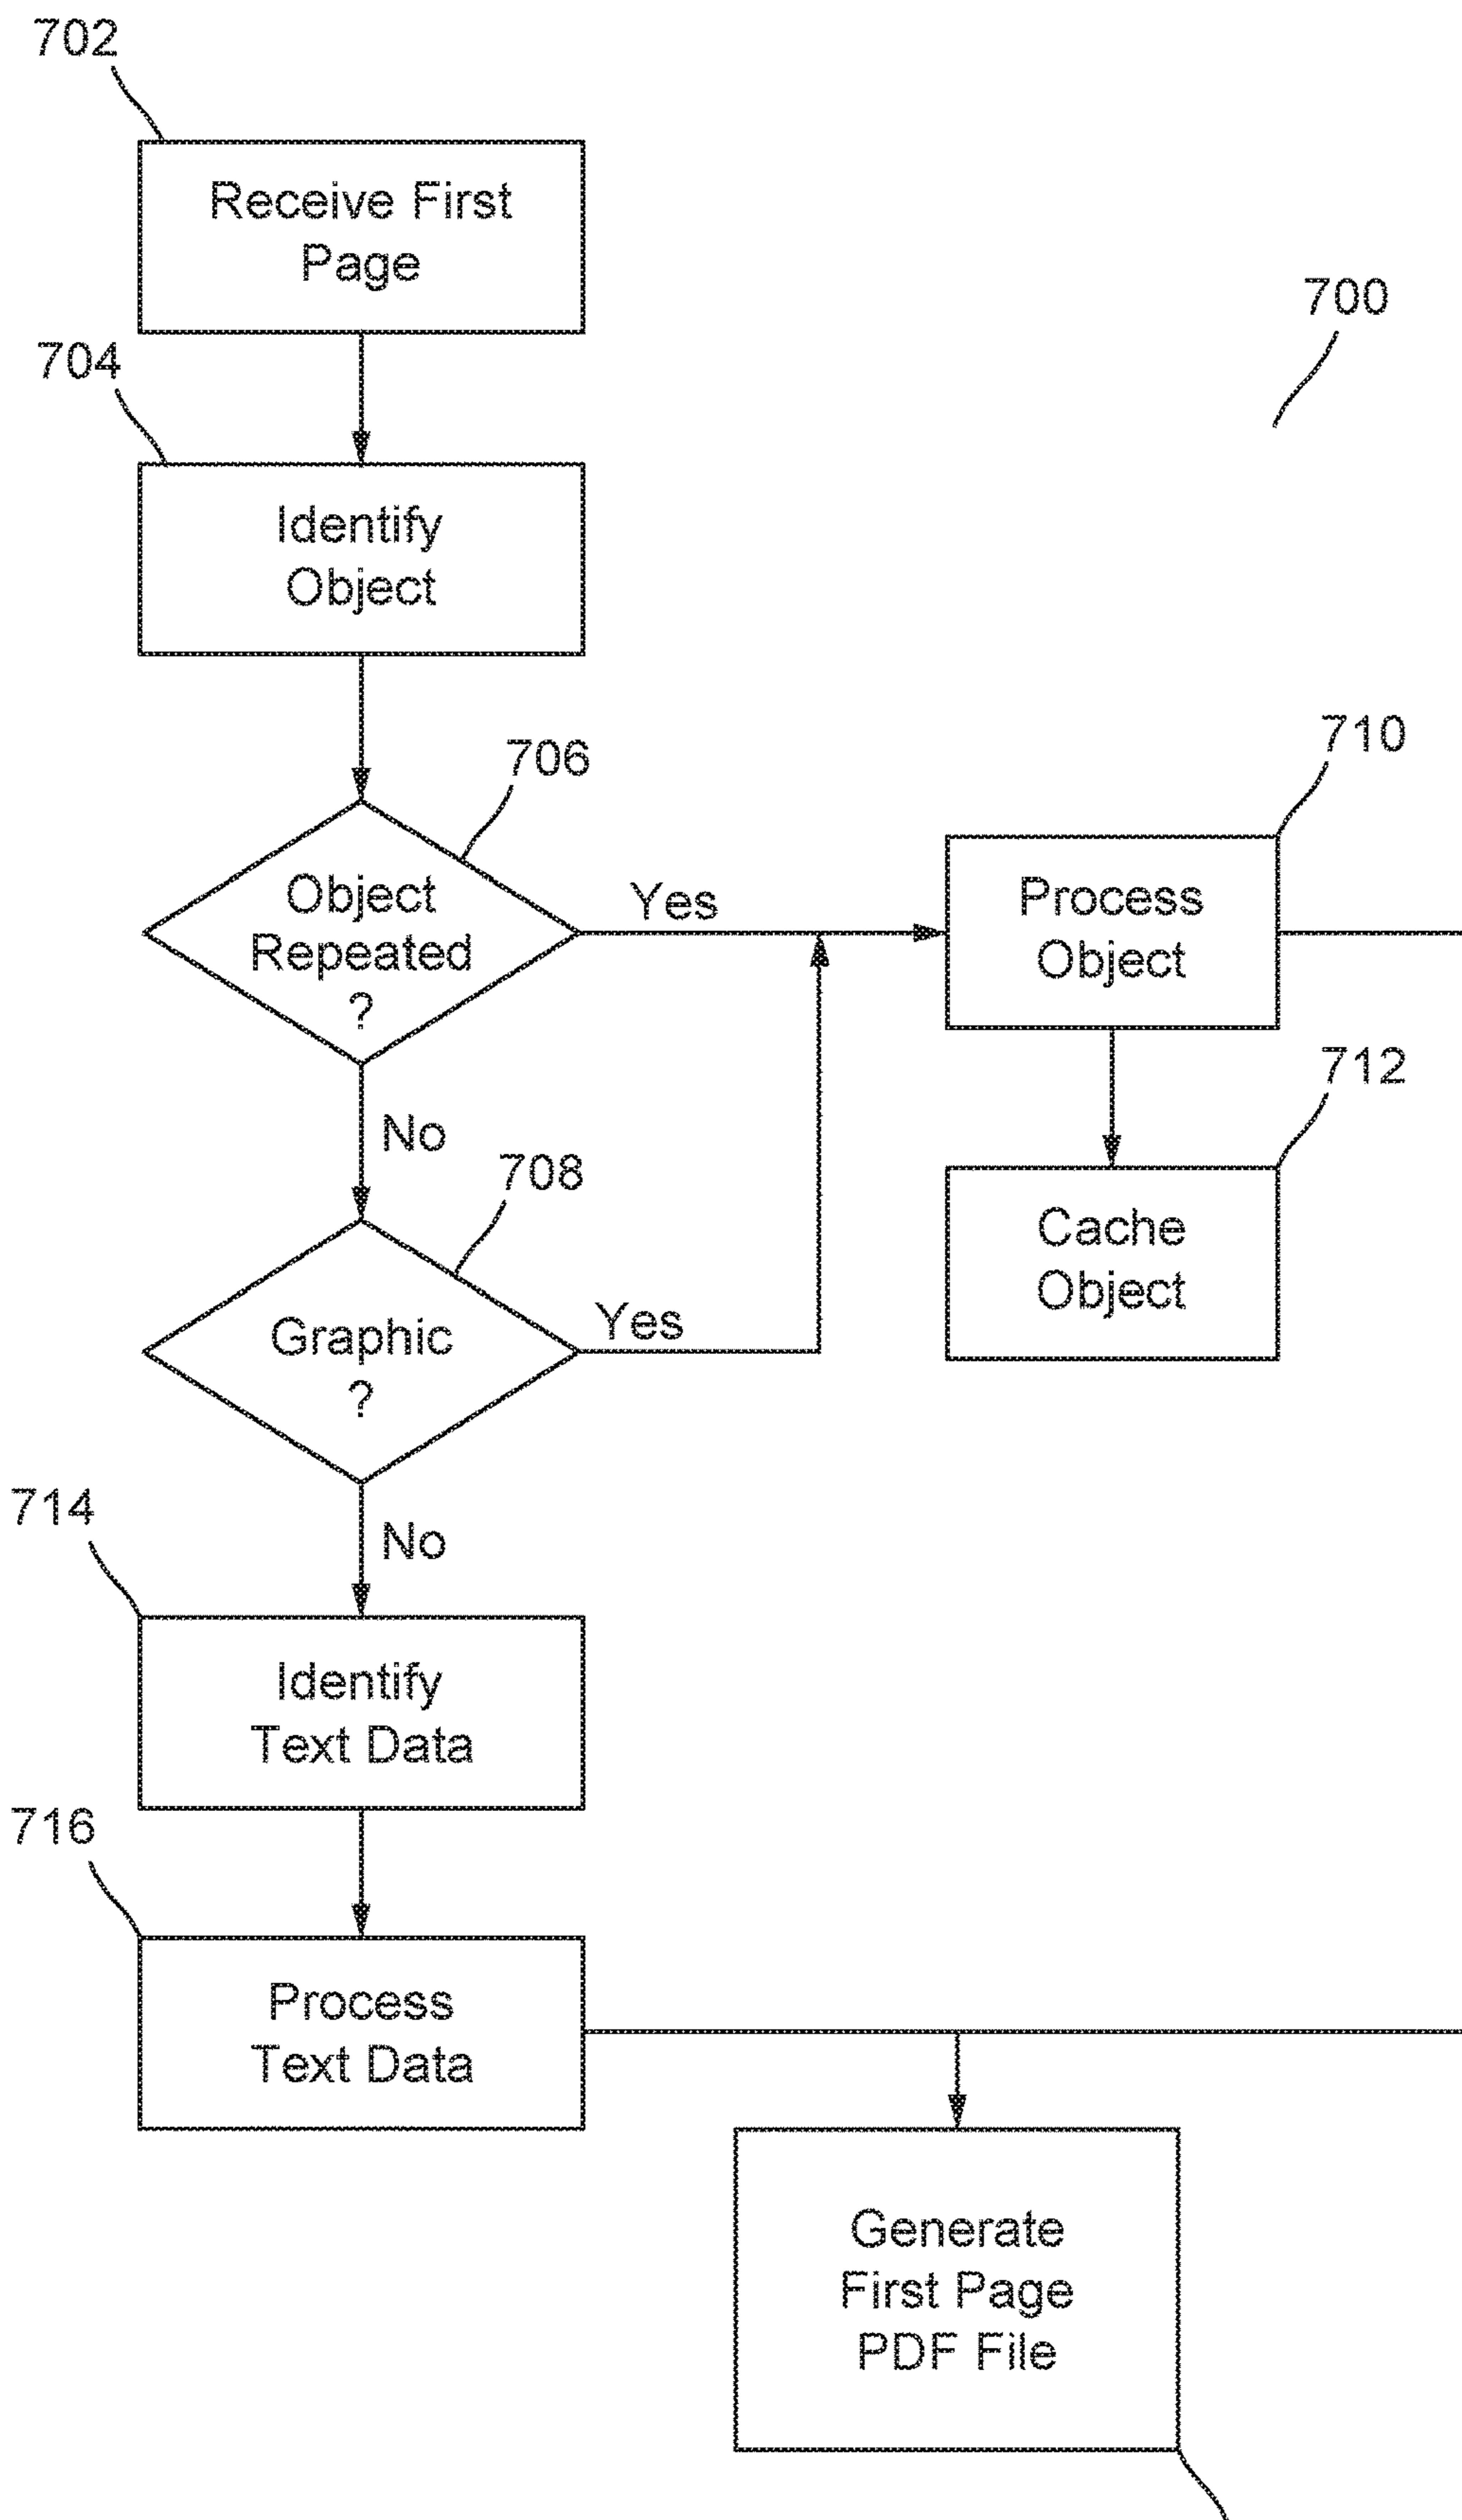 702
Receive First
Page
700
704
Identify
Object
706
710
Object
Repeated
?
Yes
Process
Object
No
712
708
Cache
Object
Graphic
?
Yes
714
No
Identify
Text Data
716
Process
Text Data
Generate
First Page
PDF File